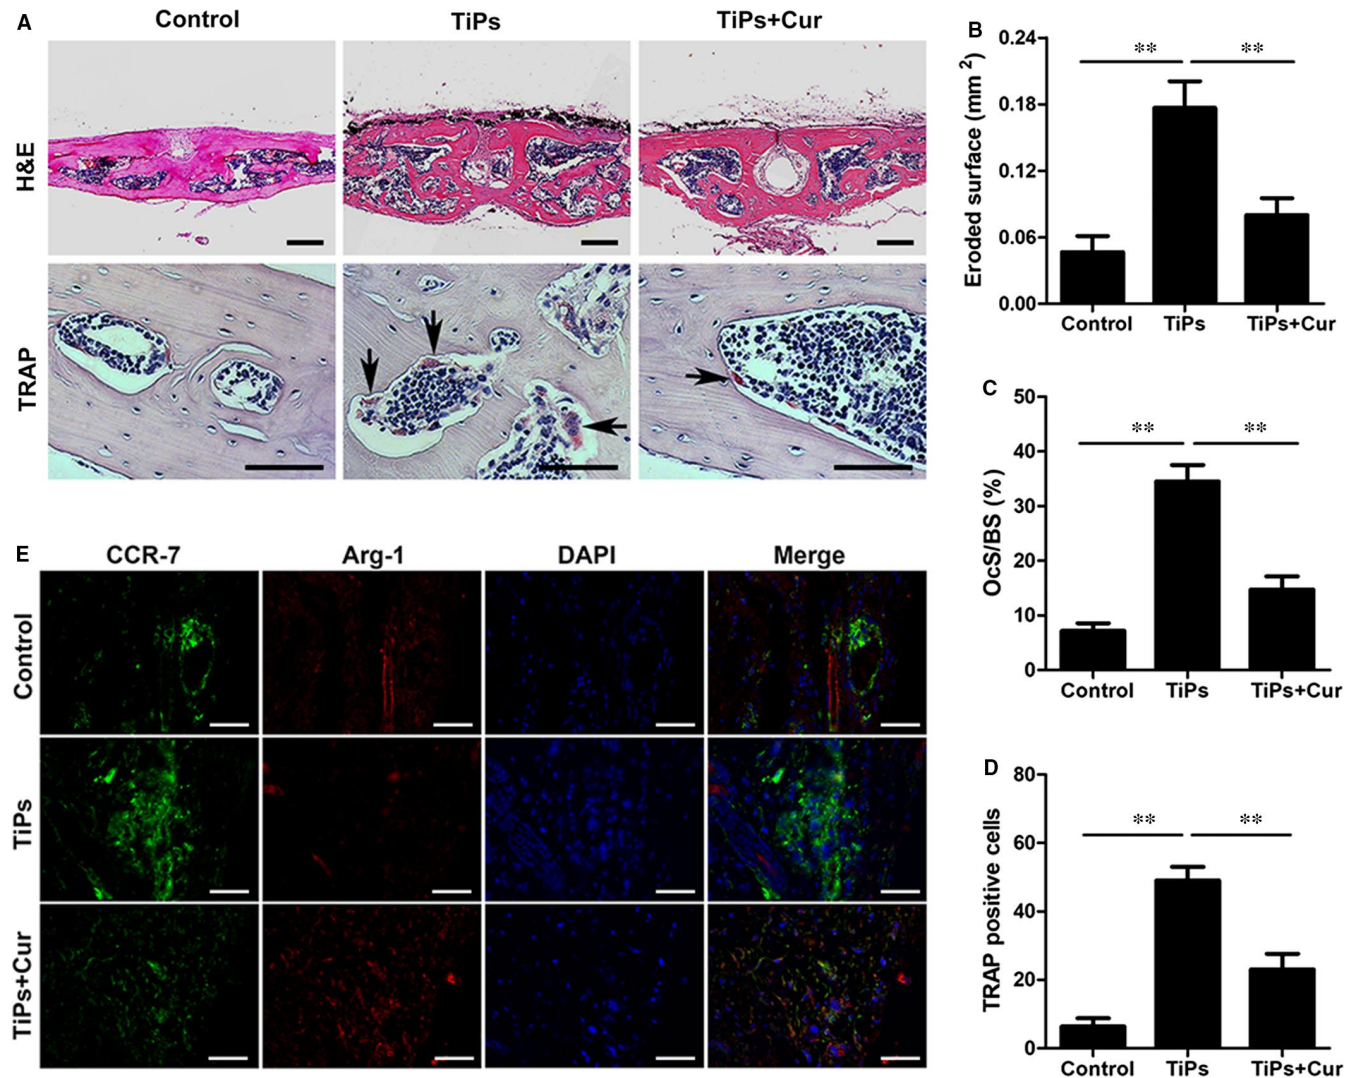 A
Control
TiPs
TiPs+Cur
H&E
TRAP
B
Eroded surface (mm²)
0.24
0.18
0.12
0.06
0.00
**
**
Control
TiPs
TiPs+Cur
C
OcS/BS (%)
50
40
30
20
10
0
**
**
Control
TiPs
TiPs+Cur
D
TRAP positive cells
80
60
40
20
0
**
**
Control
TiPs
TiPs+Cur
E
CCR-7
Arg-1
DAPI
Merge
Control
TiPs
TiPs+Cur